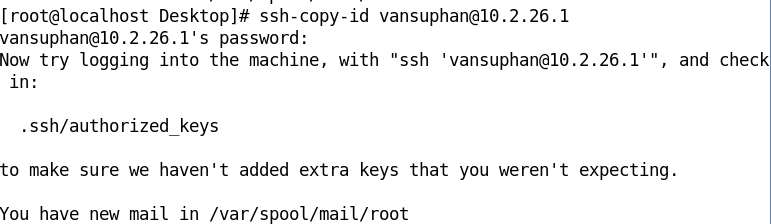 [root@localhost Desktop]# ssh-copy-id vansuphan@10.2.26.1
vansuphan@10.2.26.1's password:
Now try logging into the machine, with "ssh 'vansuphan@10.2.26.1'", and check
 in:
  .ssh/authorized_keys
to make sure we haven't added extra keys that you weren't expecting.
You have new mail in /var/spool/mail/root